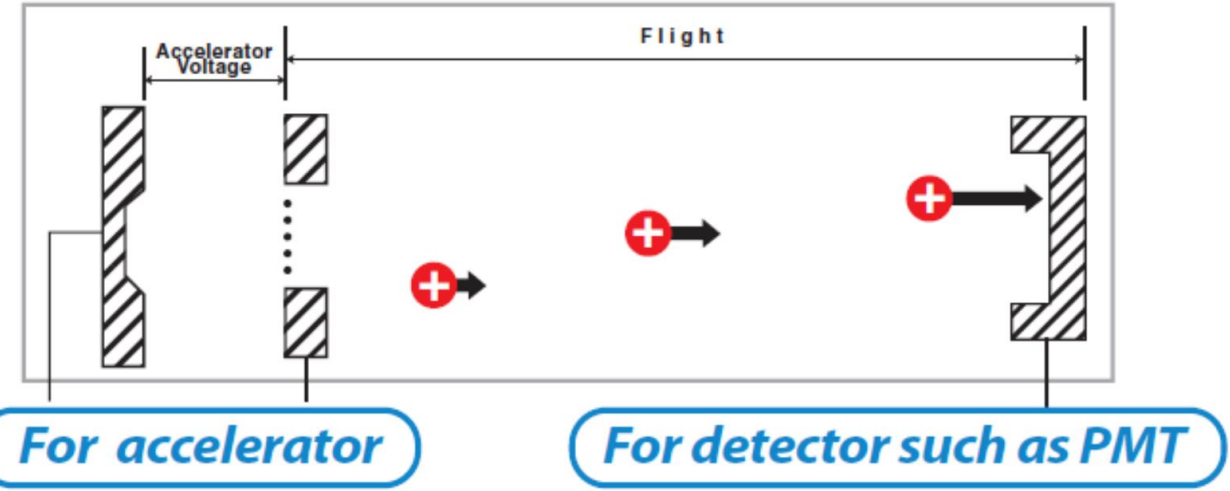 Accelerator
Voltage
Flight
For accelerator
For detector such as PMT